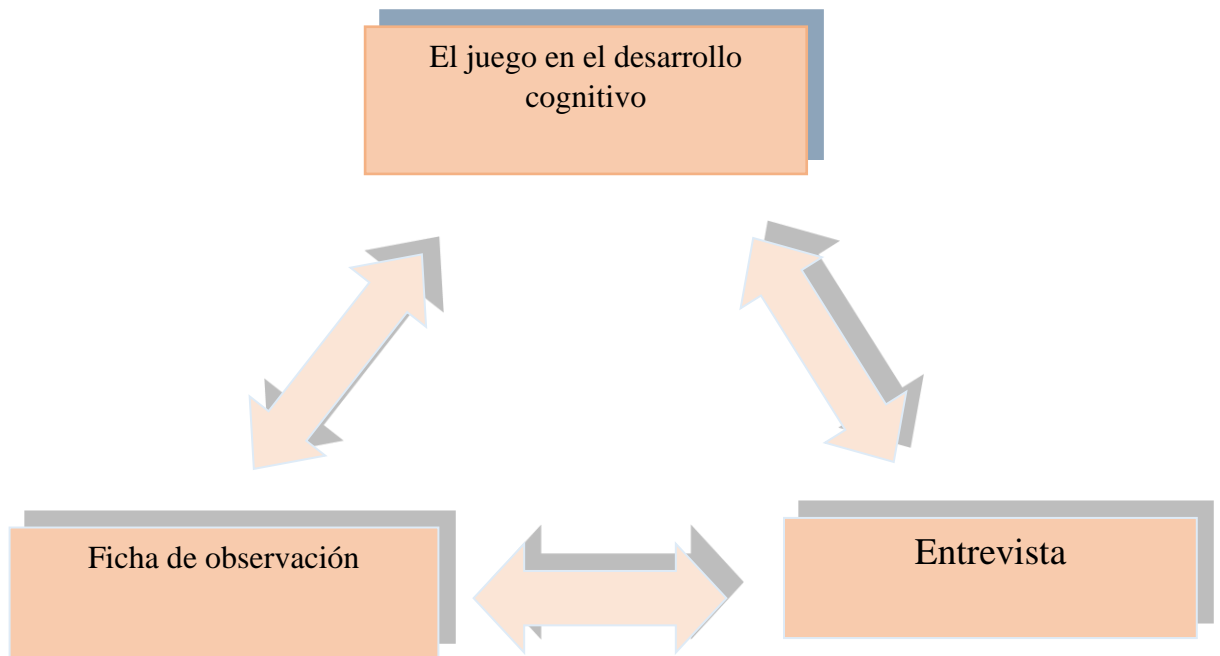 El juego en el desarrollo
cognitivo
Ficha de observación
Entrevista